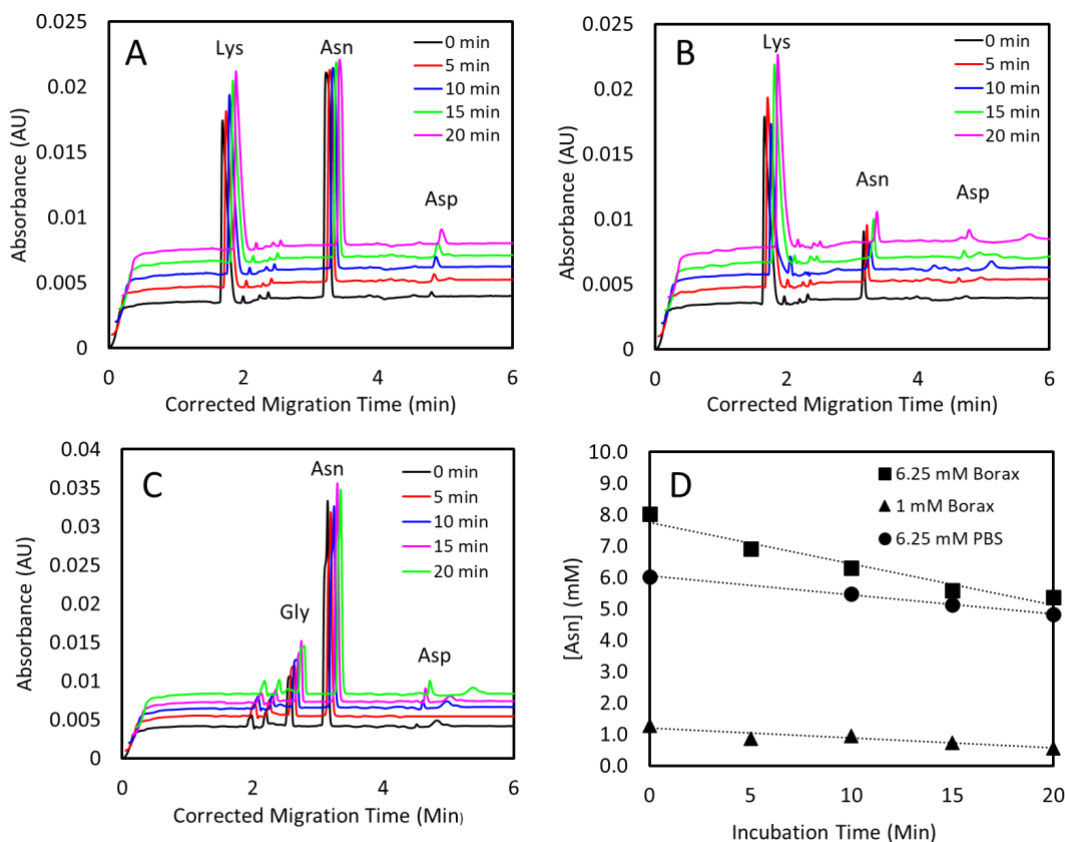 A
Lys
Asn
Asp
0 min
5 min
10 min
15 min
20 min
0.025
0.02
0.015
0.01
0.005
0
0
2
4
6
Absorbance (AU)
Corrected Migration Time (min)
B
Lys
Asn
Asp
0 min
5 min
10 min
15 min
20 min
0.025
0.02
0.015
0.01
0.005
0
0
2
4
6
Absorbance (AU)
Corrected Migration Time (min)
C
Gly
Asn
Asp
0 min
5 min
10 min
15 min
20 min
0.04
0.035
0.03
0.025
0.02
0.015
0.01
0.005
0
0
2
4
6
Absorbance (AU)
Corrected Migration Time (Min)
D
6.25 mM Borax
1 mM Borax
6.25 mM PBS
10.0
9.0
8.0
7.0
6.0
5.0
4.0
3.0
2.0
1.0
0.0
0
5
10
15
20
[Asn] (mM)
Incubation Time (Min)